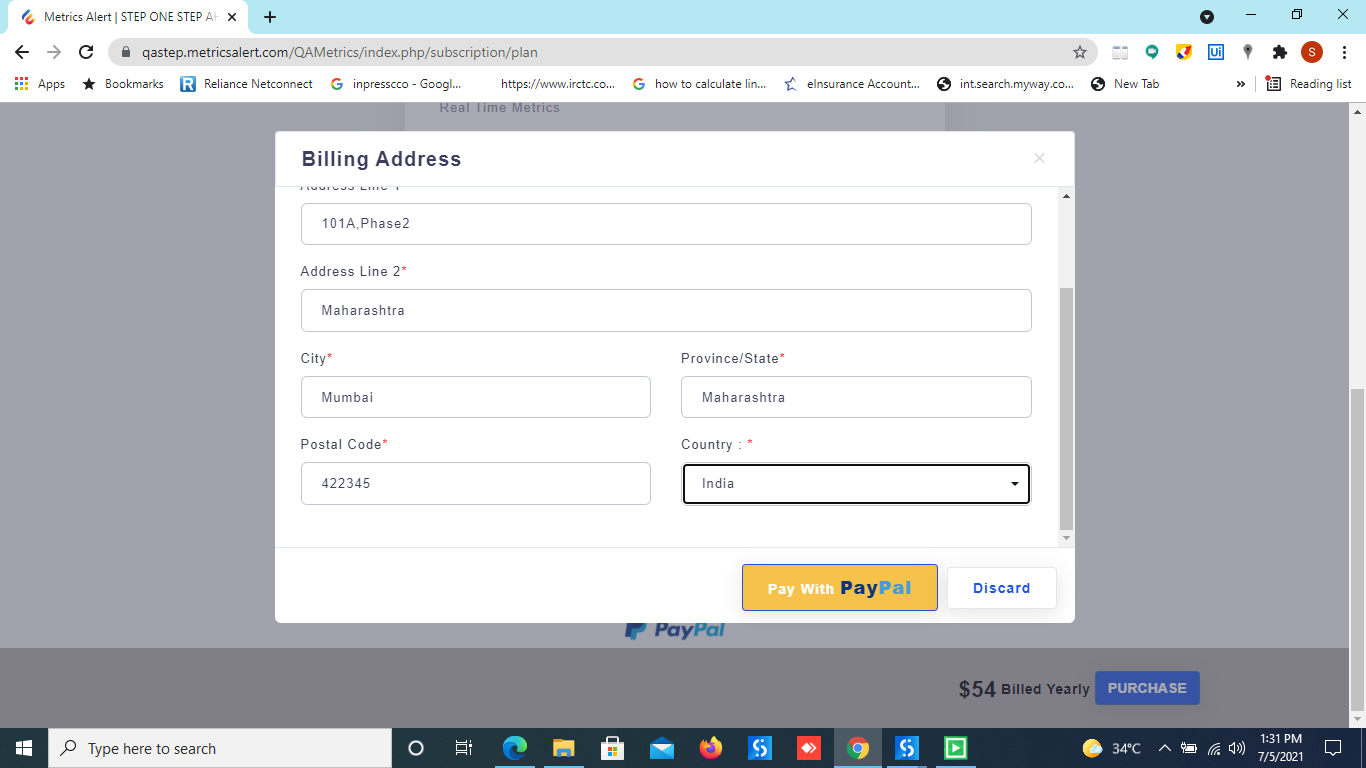 Metrics Alert | STEP ONE STEP AH
qastep.metricsalert.com/QAMetrics/index.php/subscription/plan
S
Apps
Bookmarks
Reliance Netconnect
inpresscco - Googl...
https://www.irctc.co...
how to calculate lin...
eInsurance Account...
int.search.myway.co...
New Tab
»
Reading list
Real Time Metrics
Billing Address
×
Address Line 1
101A,Phase2
Address Line 2*
Maharashtra
City*
Province/State*
Mumbai
Maharashtra
Postal Code*
Country : *
422345
India
Pay With PayPal
Discard
PayPal
$54 Billed Yearly
PURCHASE
Type here to search
34°C
1:31 PM
7/5/2021